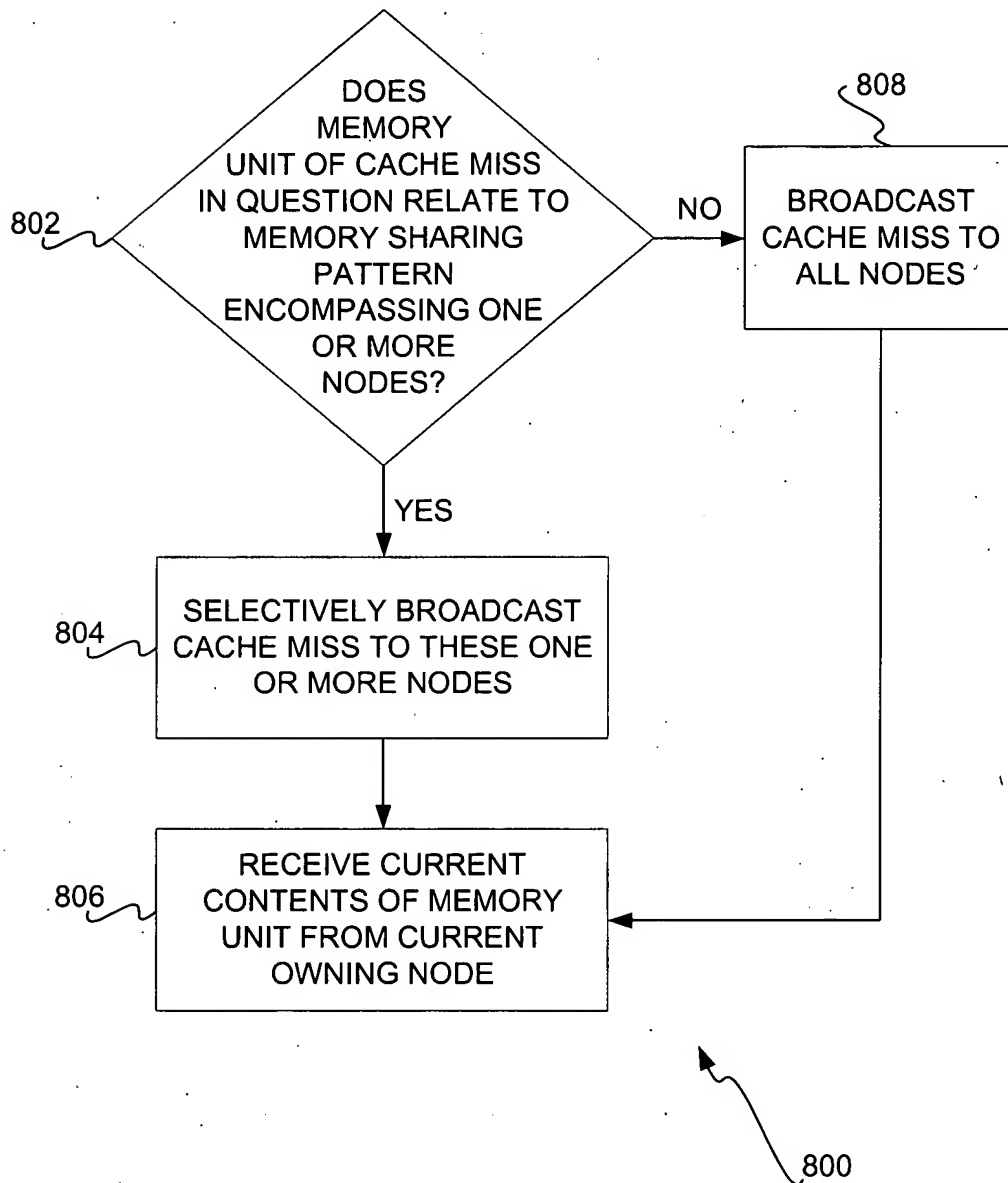 DOES
MEMORY
UNIT OF CACHE MISS
IN QUESTION RELATE TO
MEMORY SHARING
PATTERN
ENCOMPASSING ONE
OR MORE
NODES?
802
NO
808
BROADCAST
CACHE MISS TO
ALL NODES
YES
804
SELECTIVELY BROADCAST
CACHE MISS TO THESE ONE
OR MORE NODES
806
RECEIVE CURRENT
CONTENTS OF MEMORY
UNIT FROM CURRENT
OWNING NODE
800